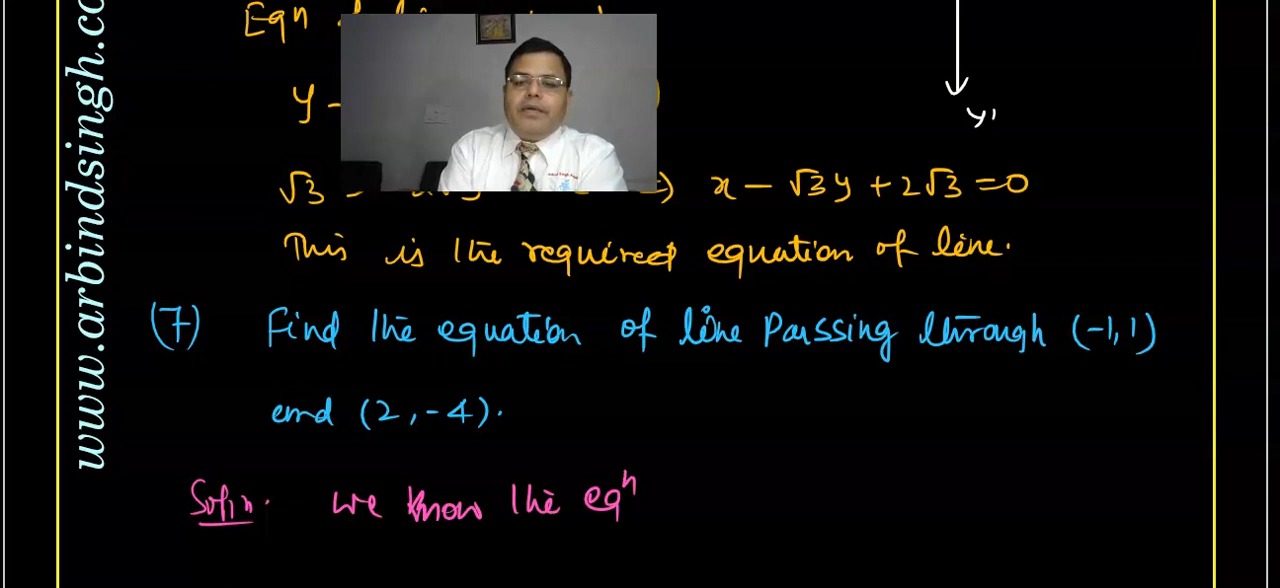 www.arbindsingh.co
Eqn
y -
y'
√3 x - √3y + 2√3 = 0
This is the required equation of line.
(7) Find the equation of line Passing through (-1, 1)
and (2, -4).
Soln. We know the eqn